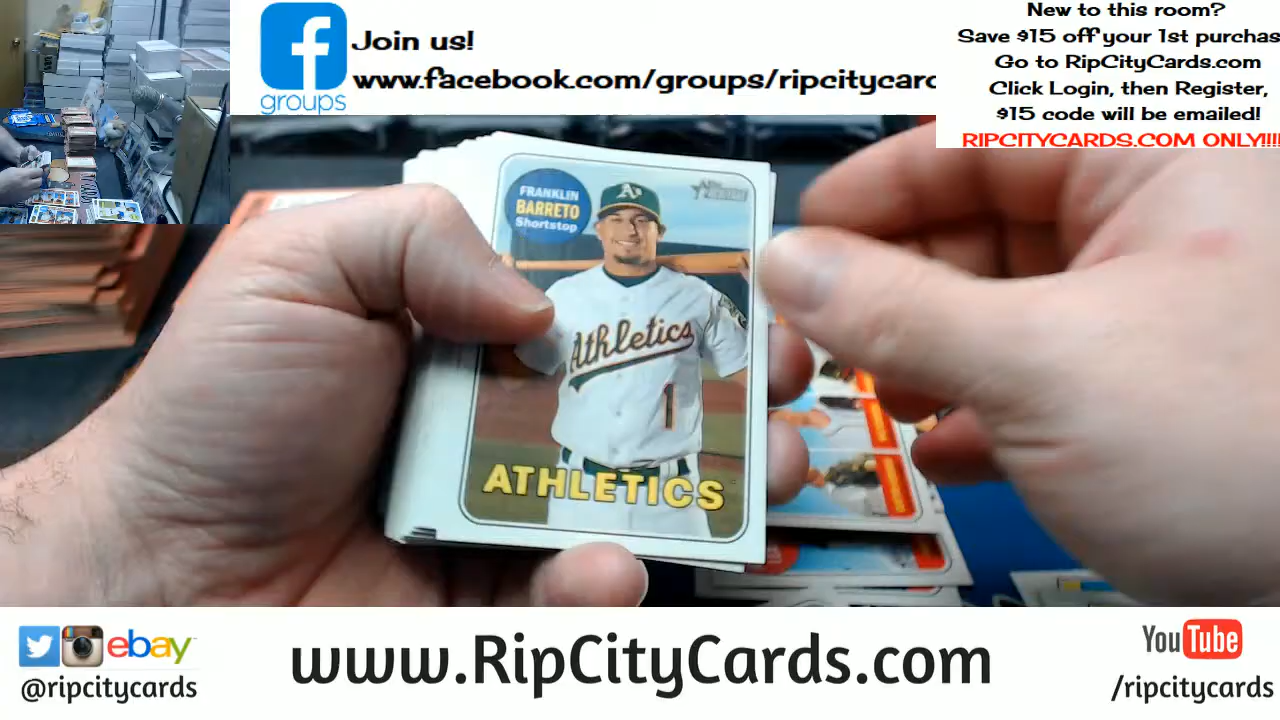 Join us!
www.facebook.com/groups/ripcitycarc
groups
New to this room?
Save $15 off your 1st purchas
Go to RipCityCards.com
Click Login, then Register,
$15 code will be emailed!
RIPCITYCARDS.COM ONLY!!!!
FRANKLIN
BARRETO
Shortstop
A's
Athletics
1
ATHLETICS
ebay
@ripcitycards
www.RipCityCards.com
YouTube
/ripcitycards